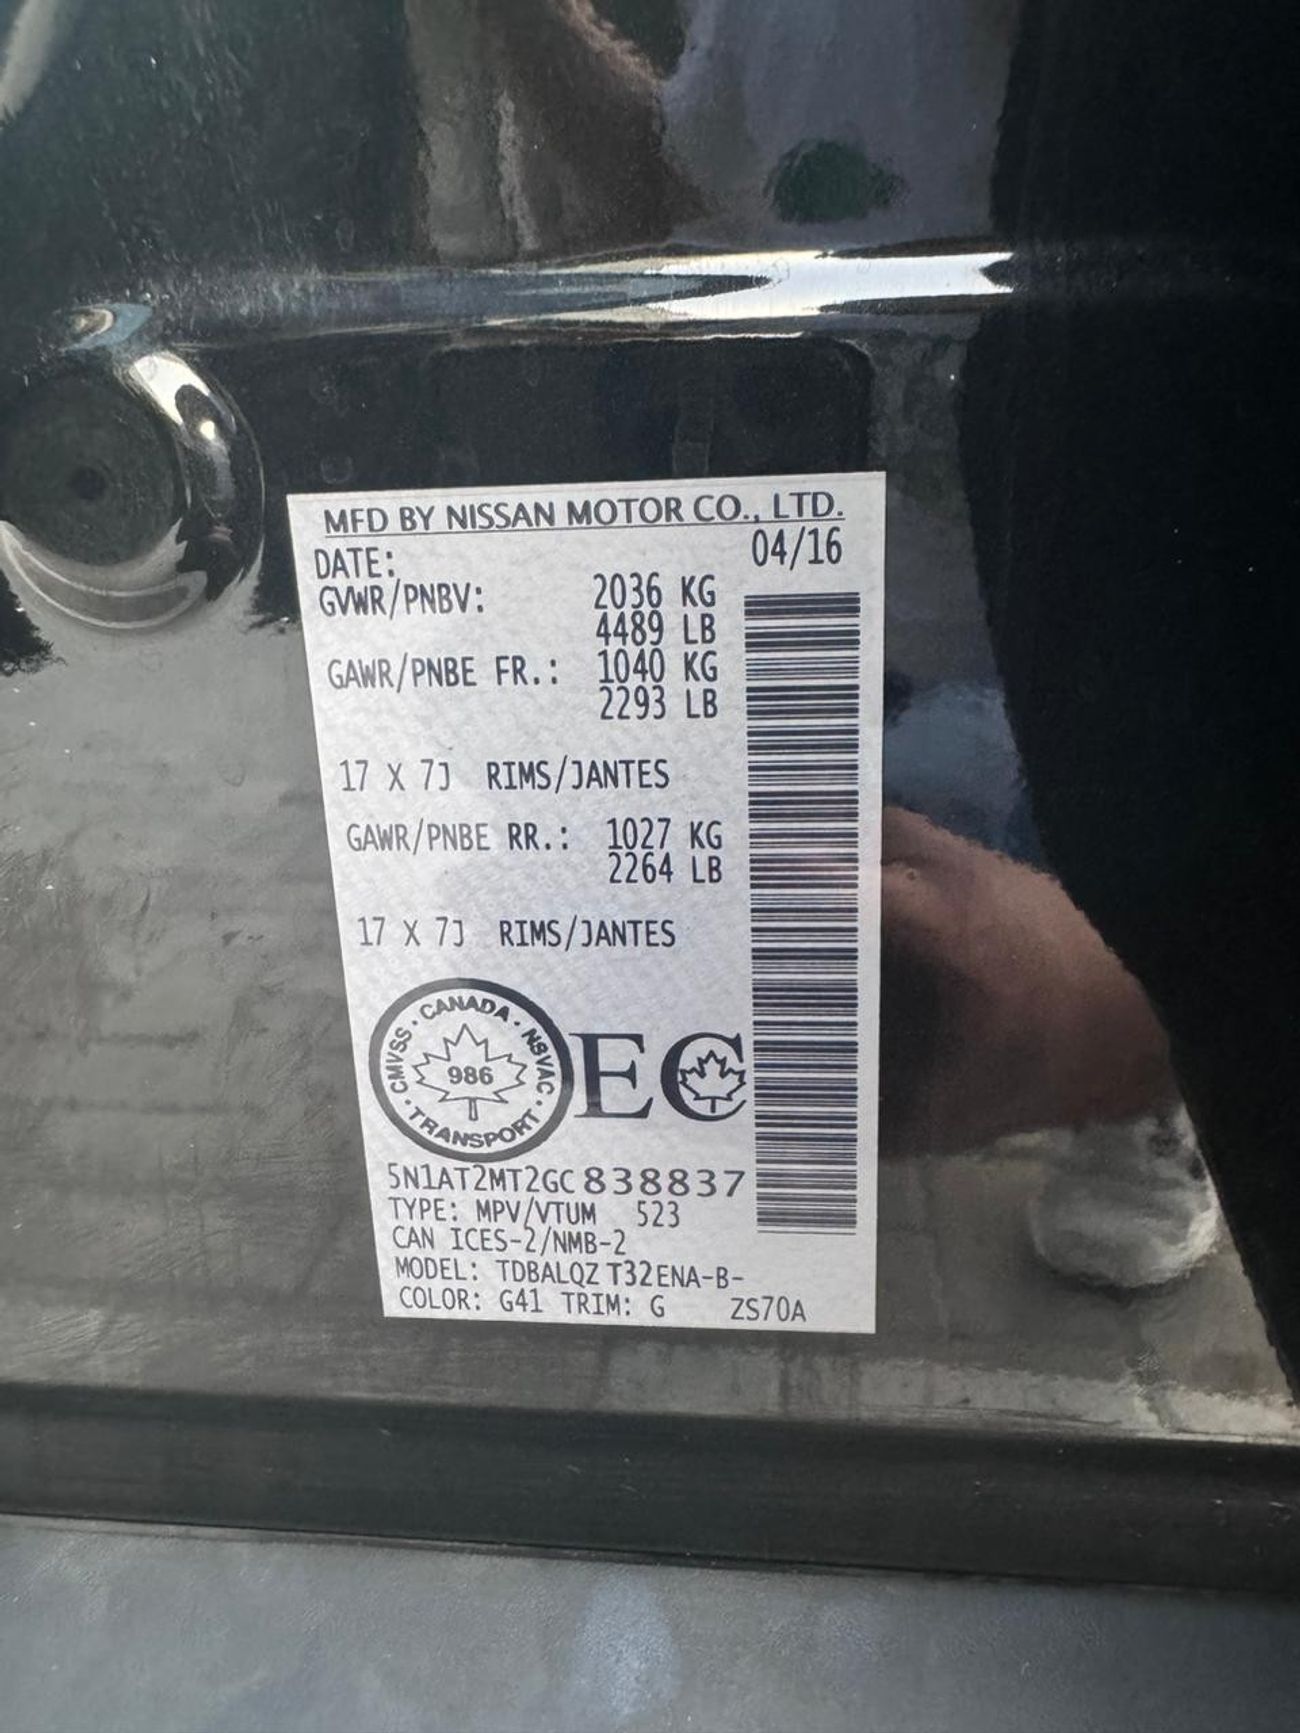 MFD BY NISSAN MOTOR CO., LTD.
DATE: 04/16
GVWR/PNBV: 2036 KG
4489 LB
GAWR/PNBE FR.: 1040 KG
2293 LB
17 X 7J RIMS/JANTES
GAWR/PNBE RR.: 1027 KG
2264 LB
17 X 7J RIMS/JANTES
CMVSS · CANADA · NSVAC · TRANSPORT ·
986
EC
5N1AT2MT2GC838837
TYPE: MPV/VTUM 523
CAN ICES-2/NMB-2
MODEL: TDBALQZ T32ENA-B-
COLOR: G41 TRIM: G ZS70A